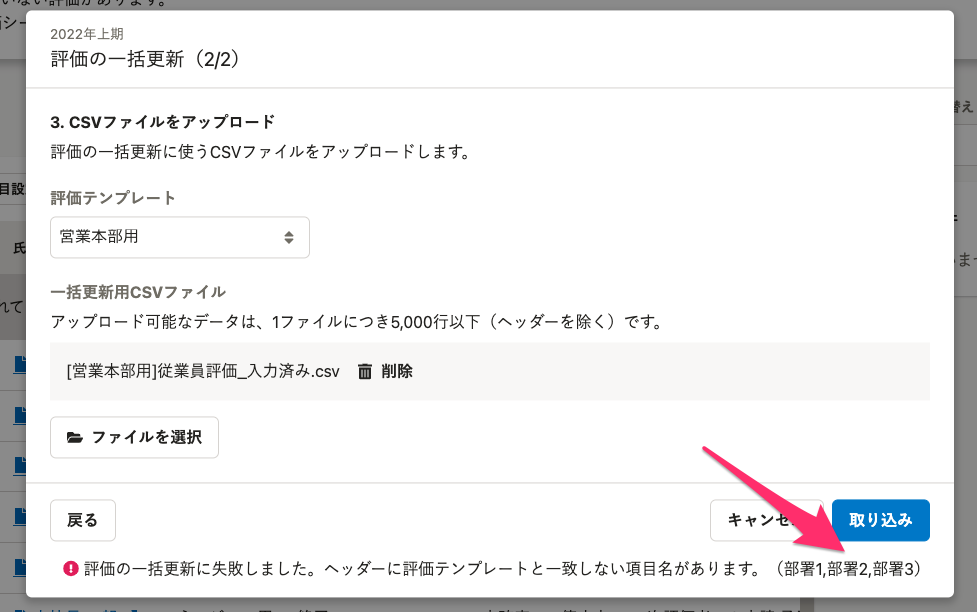 2022年上期
評価の一括更新（2/2）
3. CSVファイルをアップロード
評価の一括更新に使うCSVファイルをアップロードします。
評価テンプレート
営業本部用
一括更新用CSVファイル
アップロード可能なデータは、1ファイルにつき5,000行以下（ヘッダーを除く）です。
[営業本部用]従業員評価_入力済み.csv 削除
ファイルを選択
戻る キャンセ 取り込み
評価の一括更新に失敗しました。ヘッダーに評価テンプレートと一致しない項目名があります。（部署1,部署2,部署3）